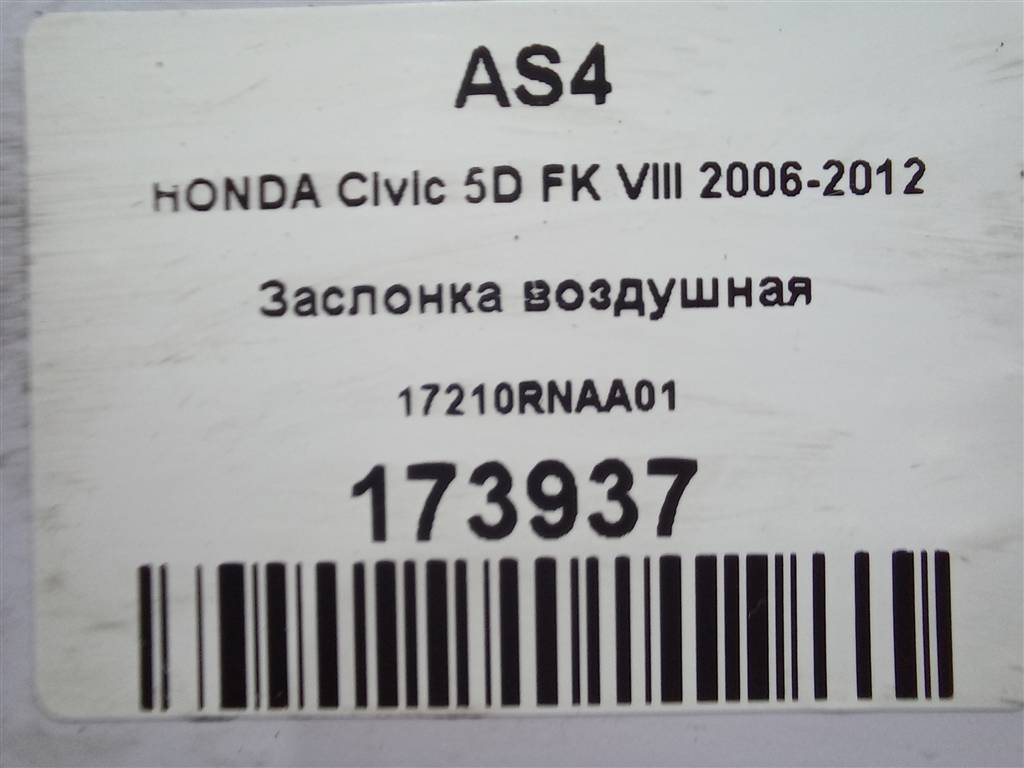 AS4
HONDA Civic 5D FK VIII 2006-2012
Заслонка воздушная
17210RNAA01
173937